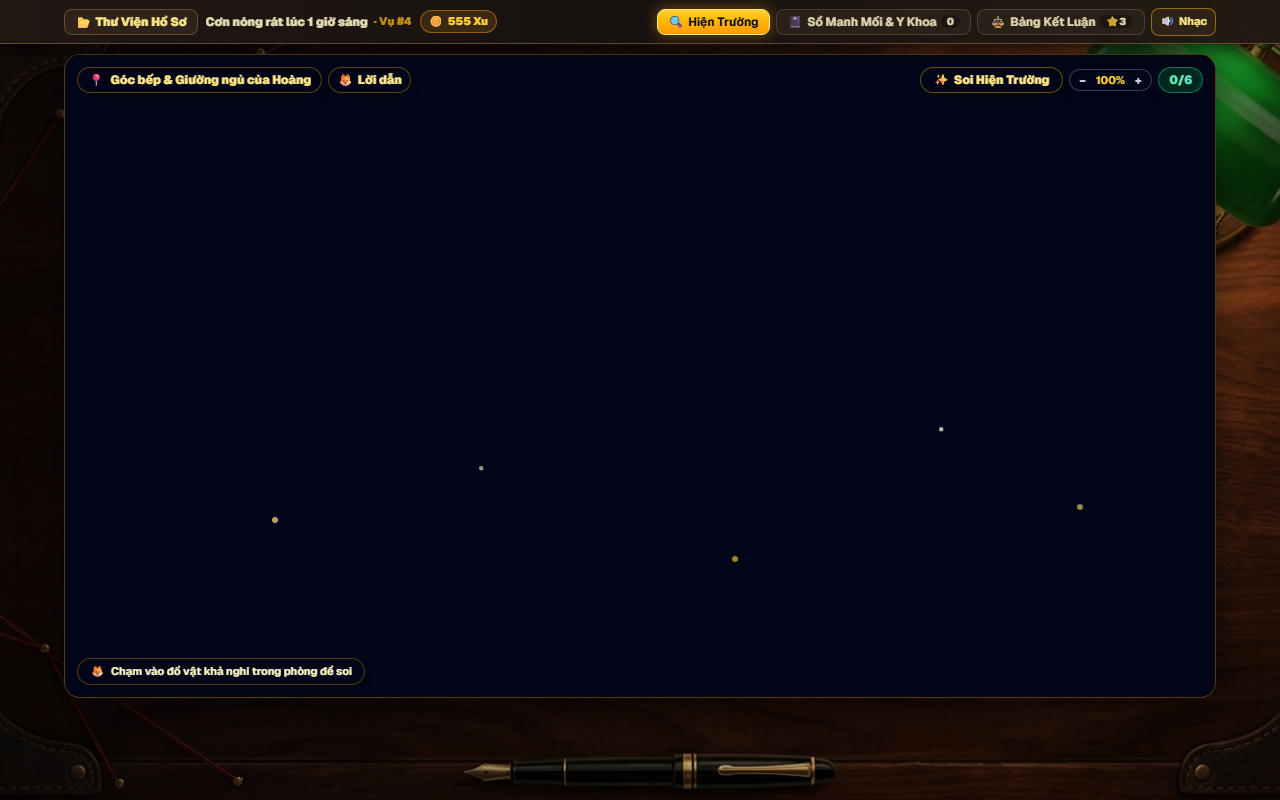 Thư Viện Hồ Sơ
Cơn nóng rát lúc 1 giờ sáng · Vụ #4
555 Xu
Hiện Trường
Sổ Manh Mối & Y Khoa 0
Bảng Kết Luận ⭐3
Nhạc
Góc bếp & Giường ngủ của Hoàng
Lời dẫn
Soi Hiện Trường
− 100% +
0/6
Chạm vào đồ vật khả nghi trong phòng để soi